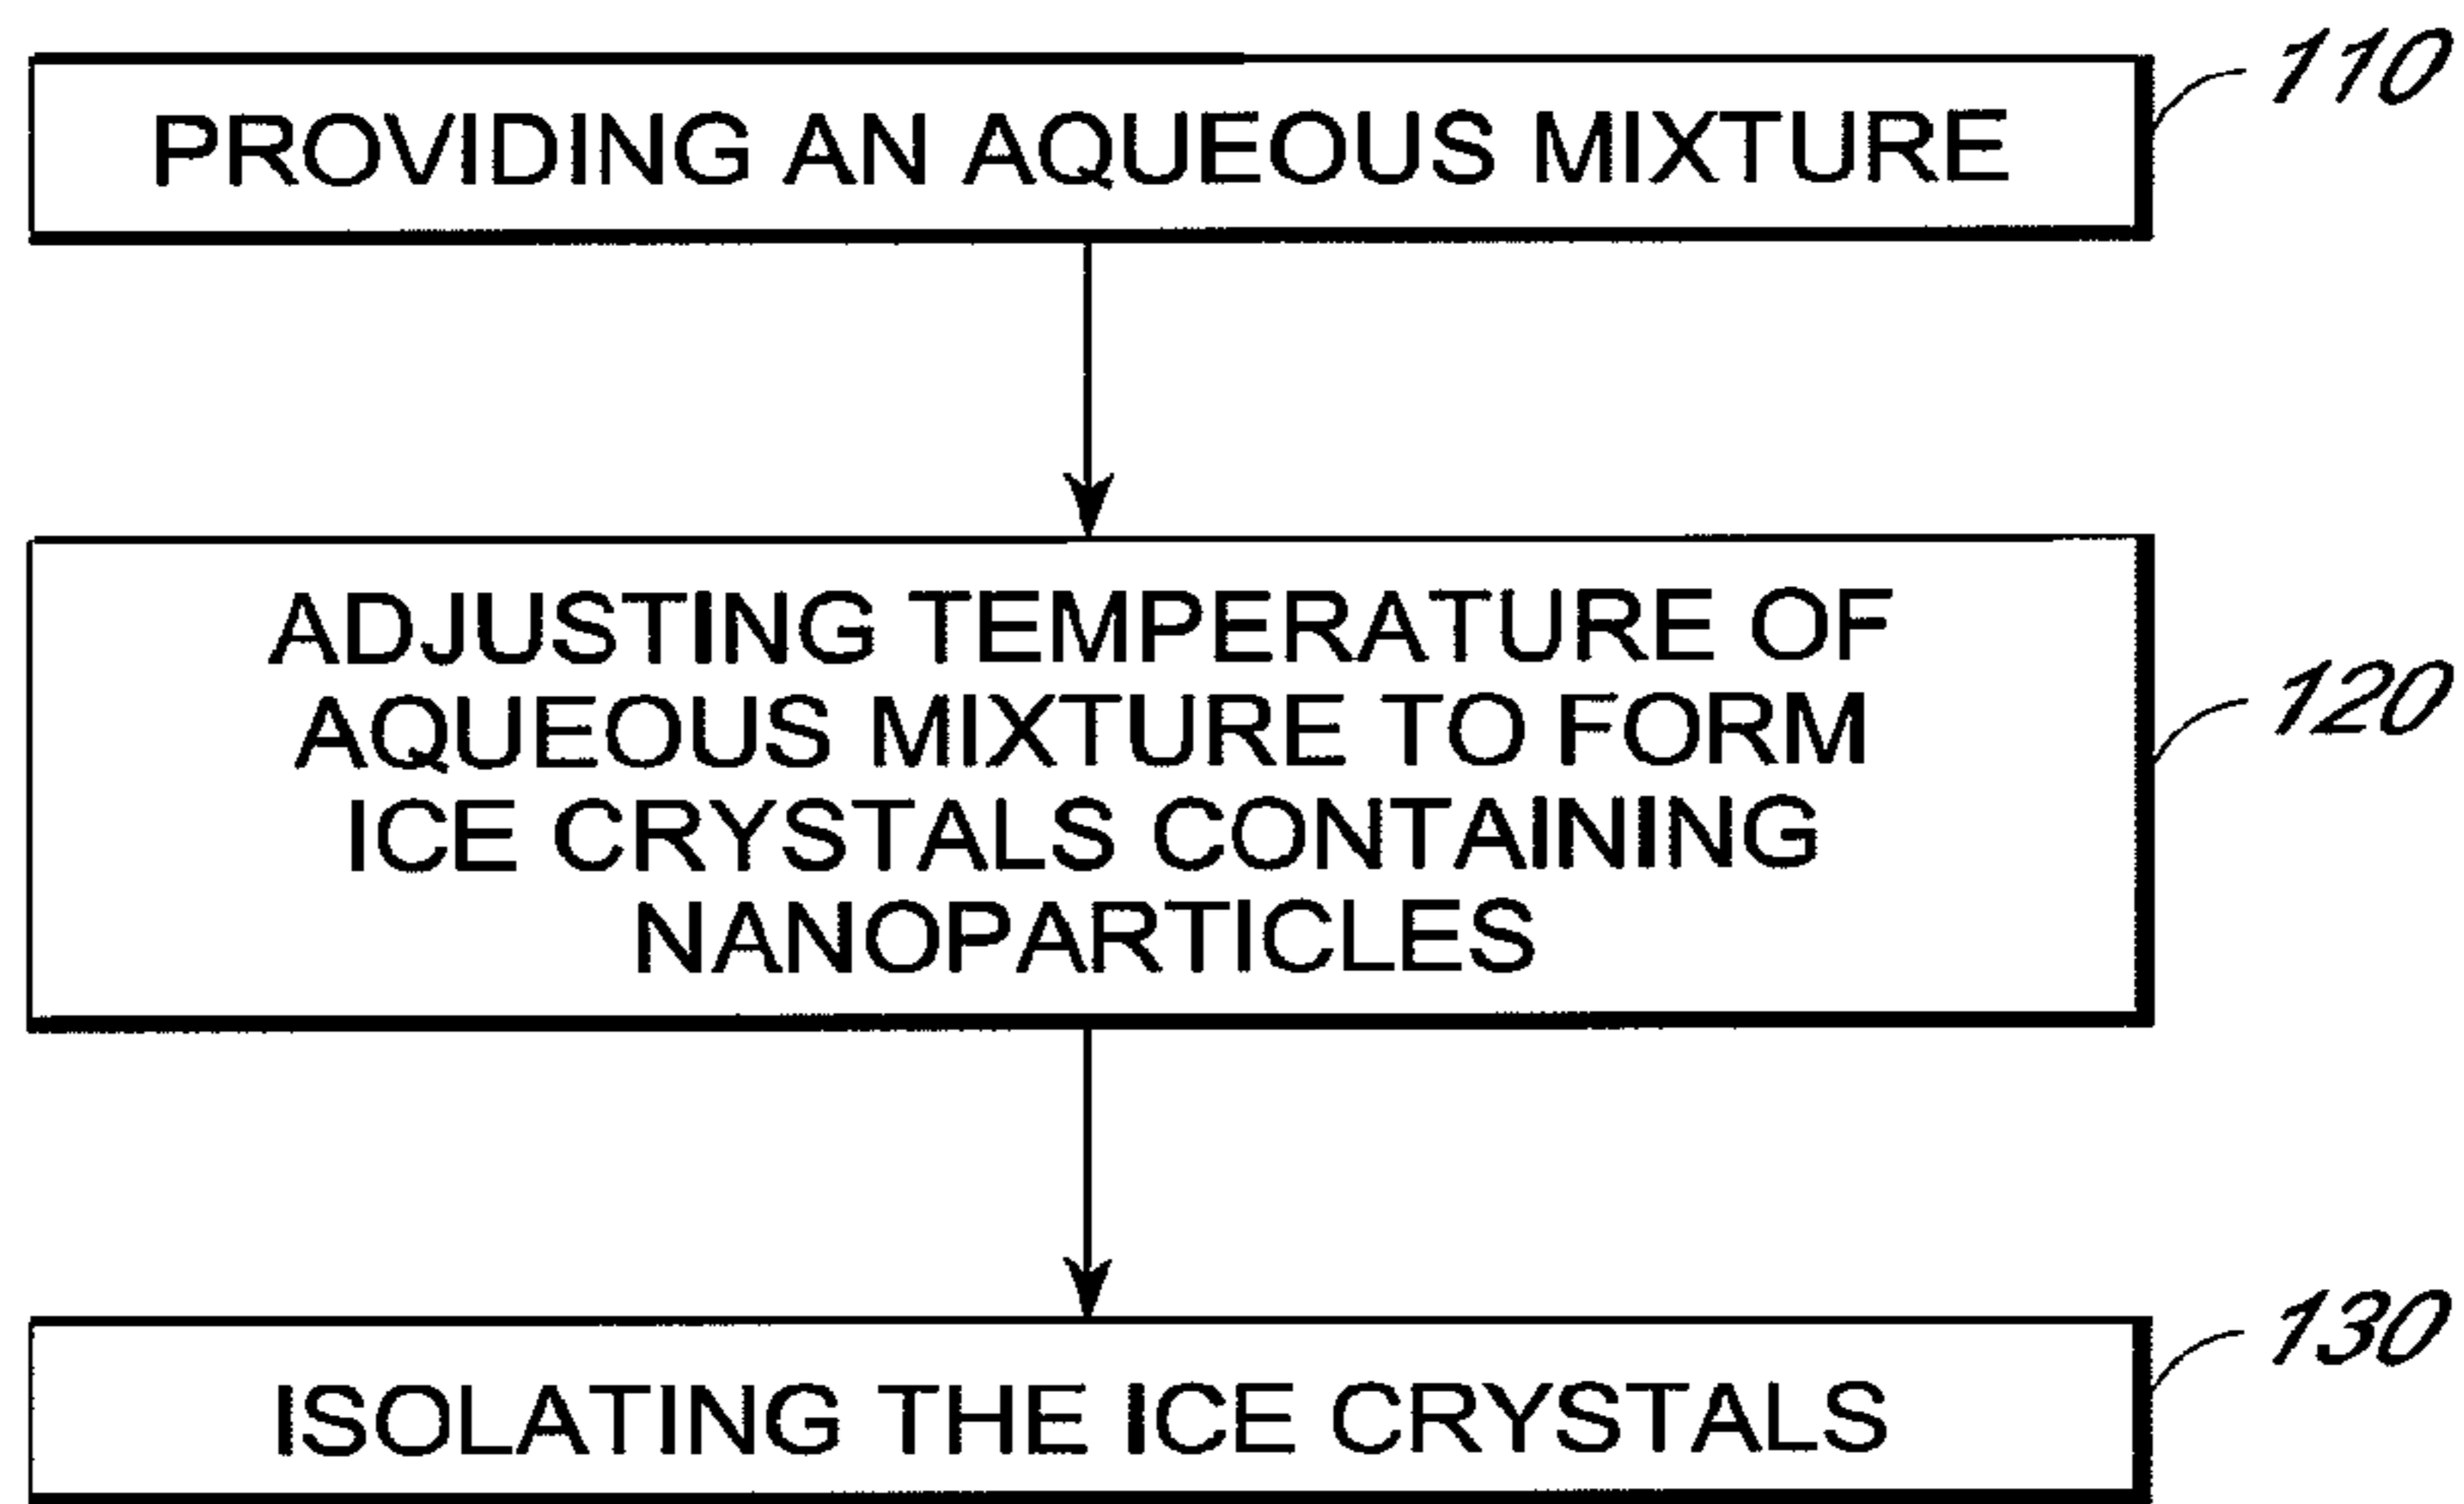 110
PROVIDING AN AQUEOUS MIXTURE
ADJUSTING TEMPERATURE OF
AQUEOUS MIXTURE TO FORM
120
ICE CRYSTALS CONTAINING
NANOPARTICLES
130
ISOLATING THE ICE CRYSTALS